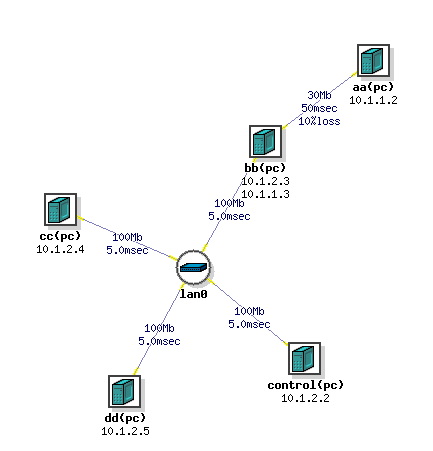 aa(pc)
10.1.1.2
30Mb
50msec
10%loss
bb(pc)
10.1.2.3
10.1.1.3
100Mb
5.0msec
cc(pc)
10.1.2.4
100Mb
5.0msec
lan0
100Mb
5.0msec
100Mb
5.0msec
control(pc)
10.1.2.2
dd(pc)
10.1.2.5